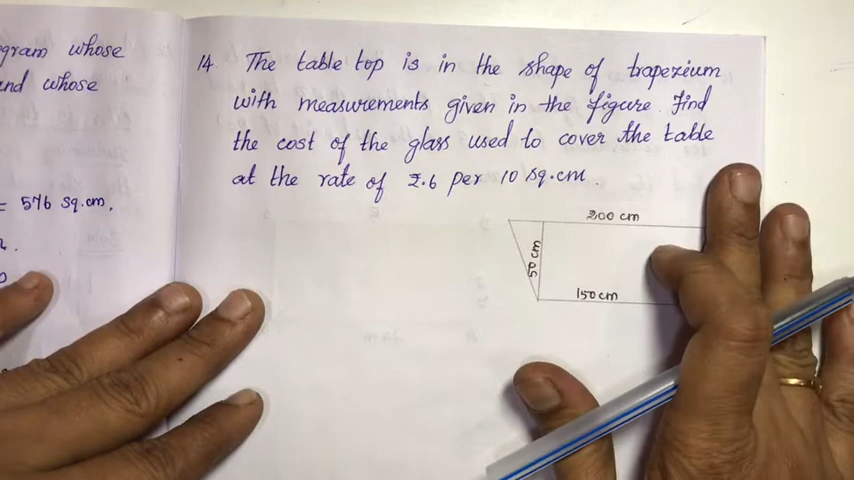 gram whose
and whose
= 576 sq.cm.
14. The table top is in the shape of trapezium
with measurements given in the figure. Find
the cost of the glass used to cover the table
at the rate of ₹.6 per 10 sq.cm.
200 cm
50 cm
150 cm